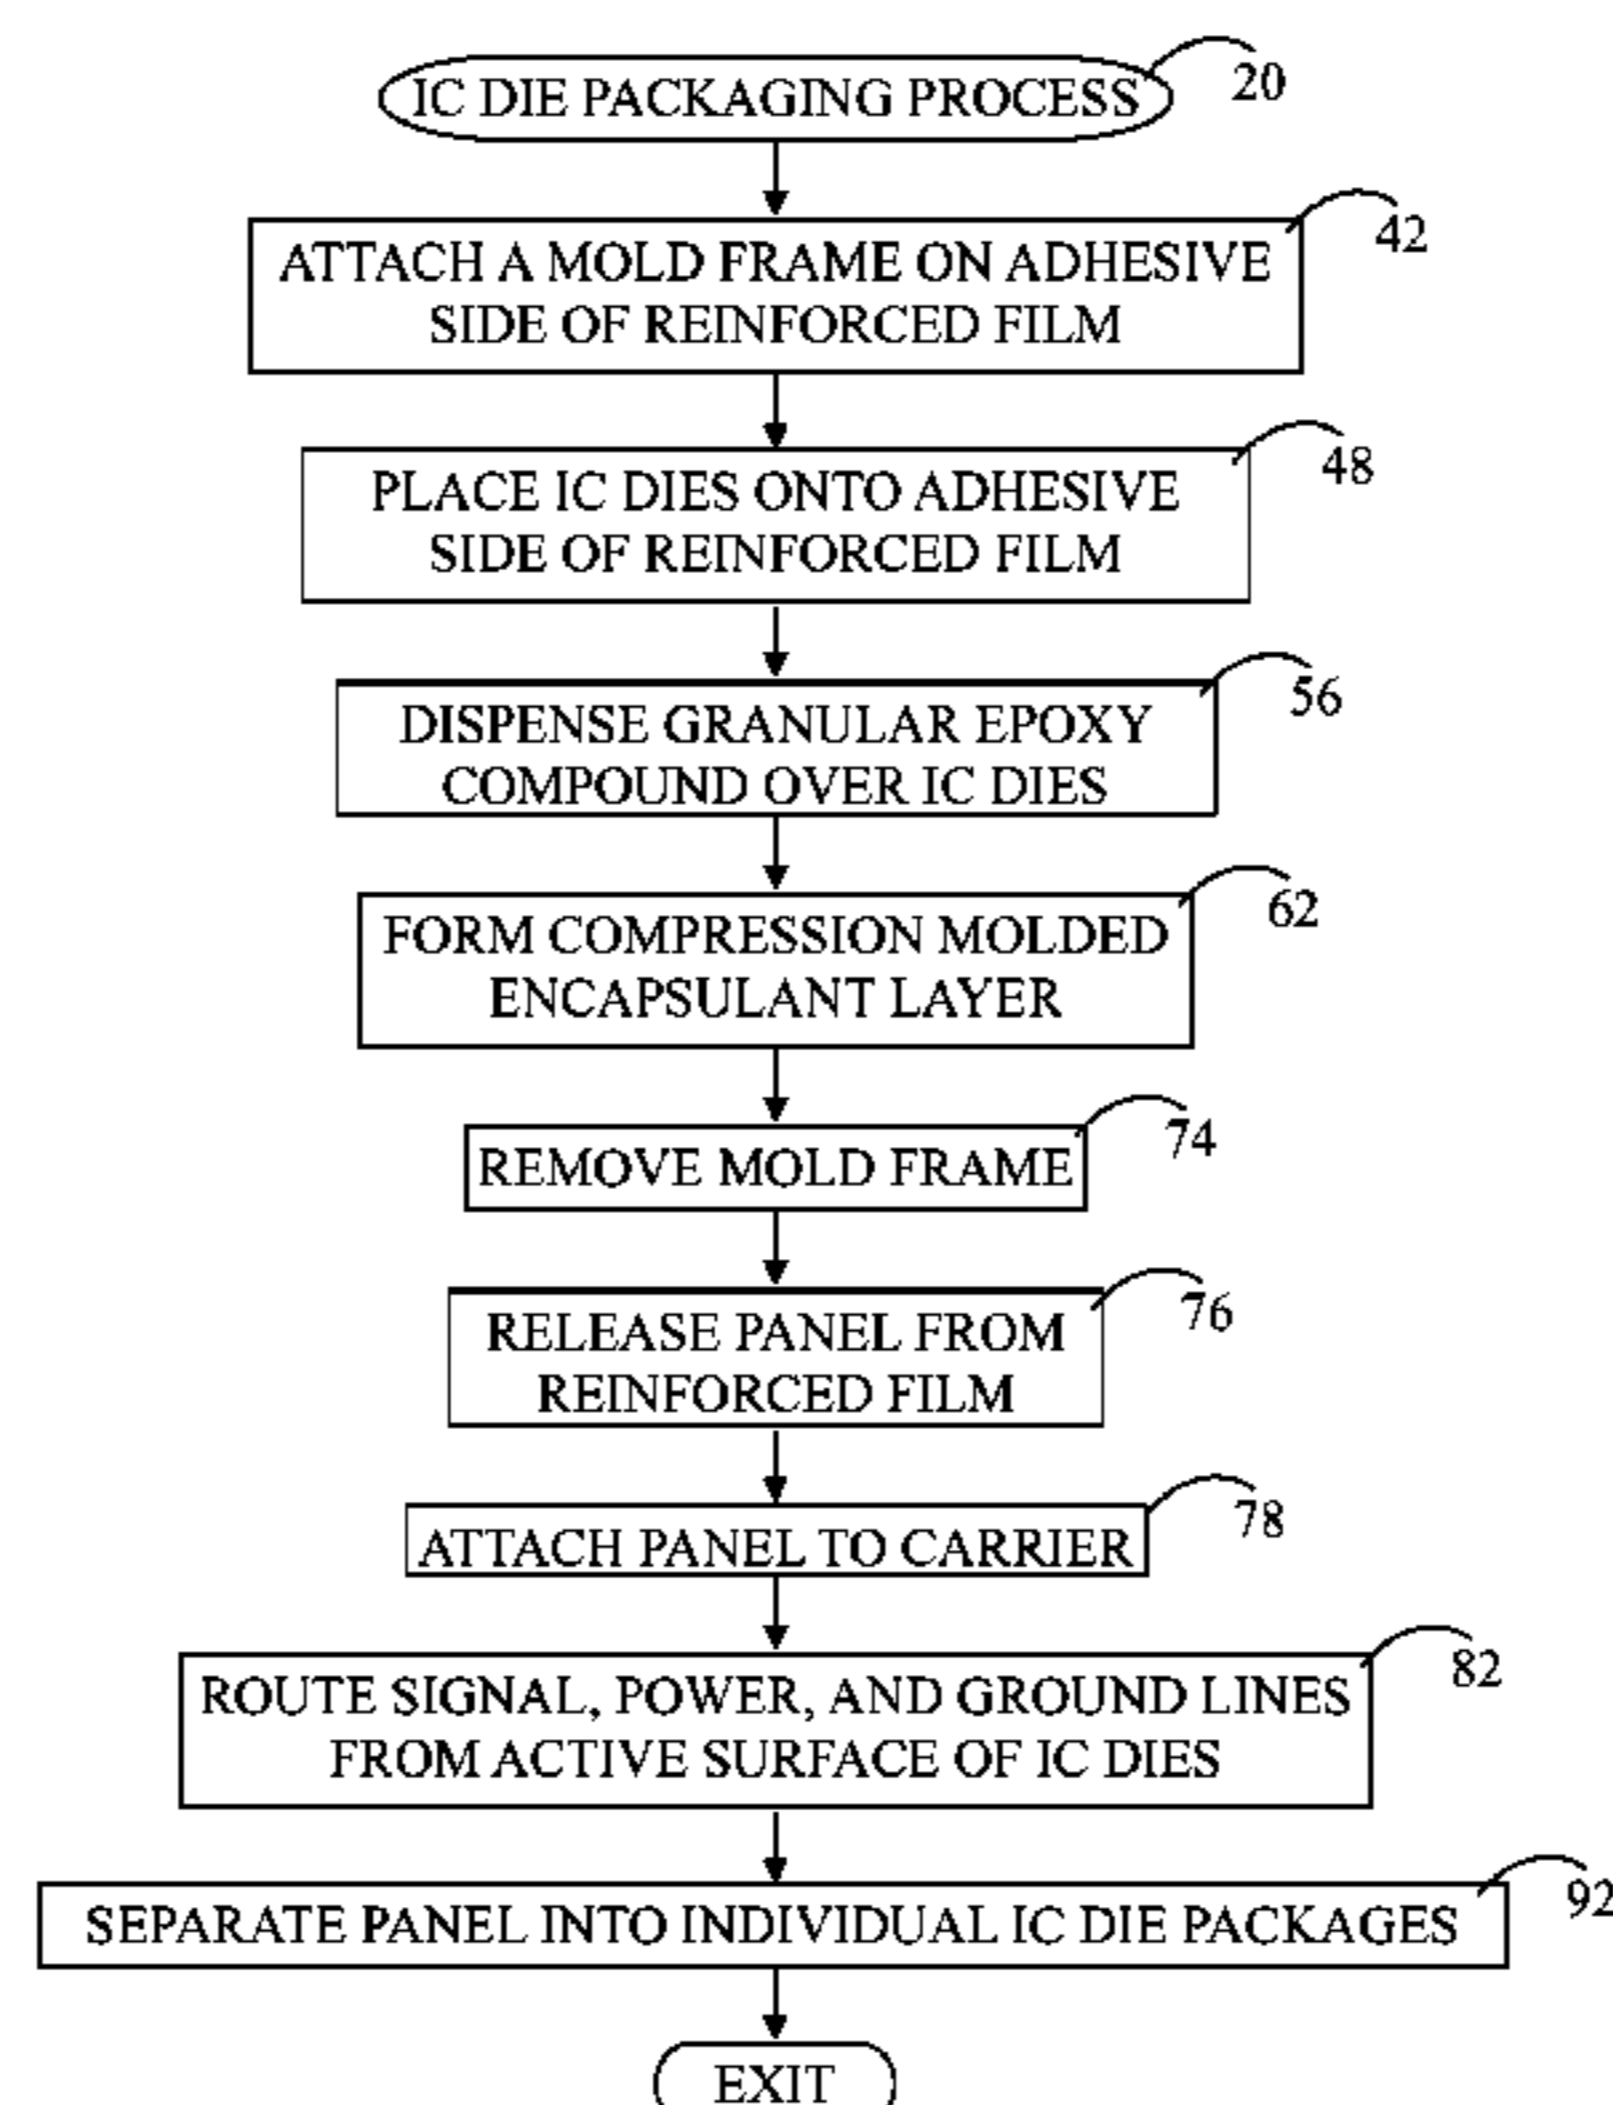 IC DIE PACKAGING PROCESS
20
ATTACH A MOLD FRAME ON ADHESIVE
SIDE OF REINFORCED FILM
42
PLACE IC DIES ONTO ADHESIVE
SIDE OF REINFORCED FILM
48
DISPENSE GRANULAR EPOXY
COMPOUND OVER IC DIES
56
FORM COMPRESSION MOLDED
ENCAPSULANT LAYER
62
REMOVE MOLD FRAME
74
RELEASE PANEL FROM
REINFORCED FILM
76
ATTACH PANEL TO CARRIER
78
ROUTE SIGNAL, POWER, AND GROUND LINES
FROM ACTIVE SURFACE OF IC DIES
82
SEPARATE PANEL INTO INDIVIDUAL IC DIE PACKAGES
92
EXIT